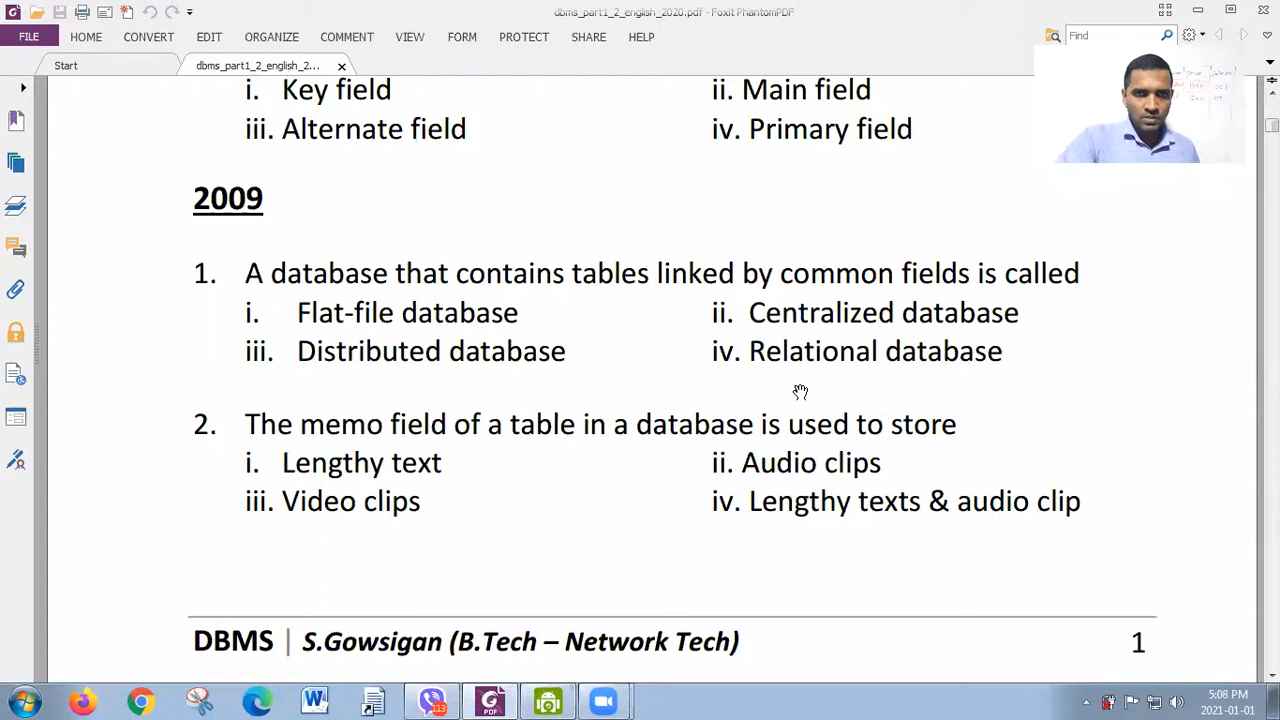 dbms_part1_2_english_2020.pdf - Foxit PhantomPDF
FILE HOME CONVERT EDIT ORGANIZE COMMENT VIEW FORM PROTECT SHARE HELP Find
Start dbms_part1_2_english_2...
i. Key field ii. Main field
iii. Alternate field iv. Primary field
2009
1. A database that contains tables linked by common fields is called
i. Flat-file database ii. Centralized database
iii. Distributed database iv. Relational database
2. The memo field of a table in a database is used to store
i. Lengthy text ii. Audio clips
iii. Video clips iv. Lengthy texts & audio clip
DBMS | S.Gowsigan (B.Tech – Network Tech) 1
113 PDF 5:08 PM
2021-01-01